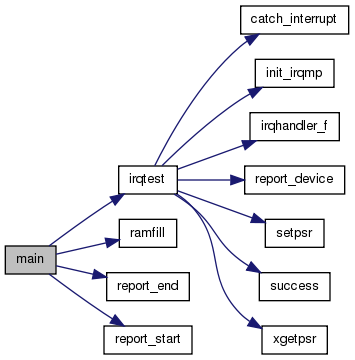 main
irqtest
ramfill
report_end
report_start
catch_interrupt
init_irqmp
irqhandler_f
report_device
setpsr
success
xgetpsr